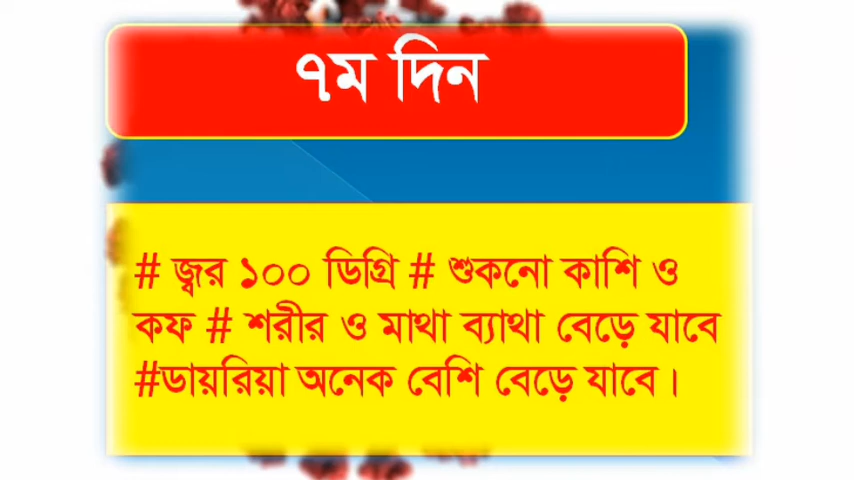 ৭ম দিন
# জ্বর ১০০ ডিগ্রি # শুকনো কাশি ও
কফ # শরীর ও মাথা ব্যাথা বেড়ে যাবে
#ডায়রিয়া অনেক বেশি বেড়ে যাবে।